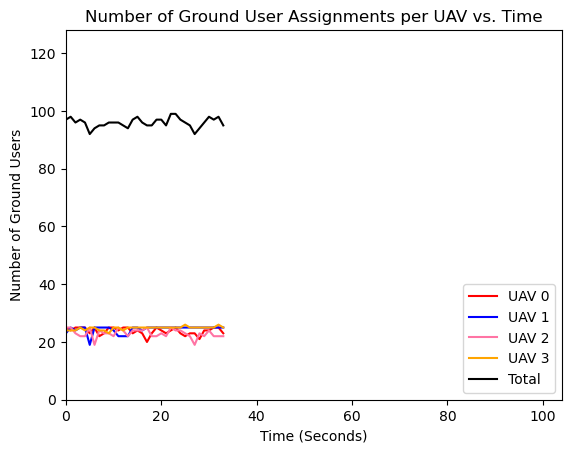 Number of Ground User Assignments per UAV vs. Time
120
100
80
60
40
20
0
Number of Ground Users
UAV 0
UAV 1
UAV 2
UAV 3
Total
0 20 40 60 80 100
Time (Seconds)